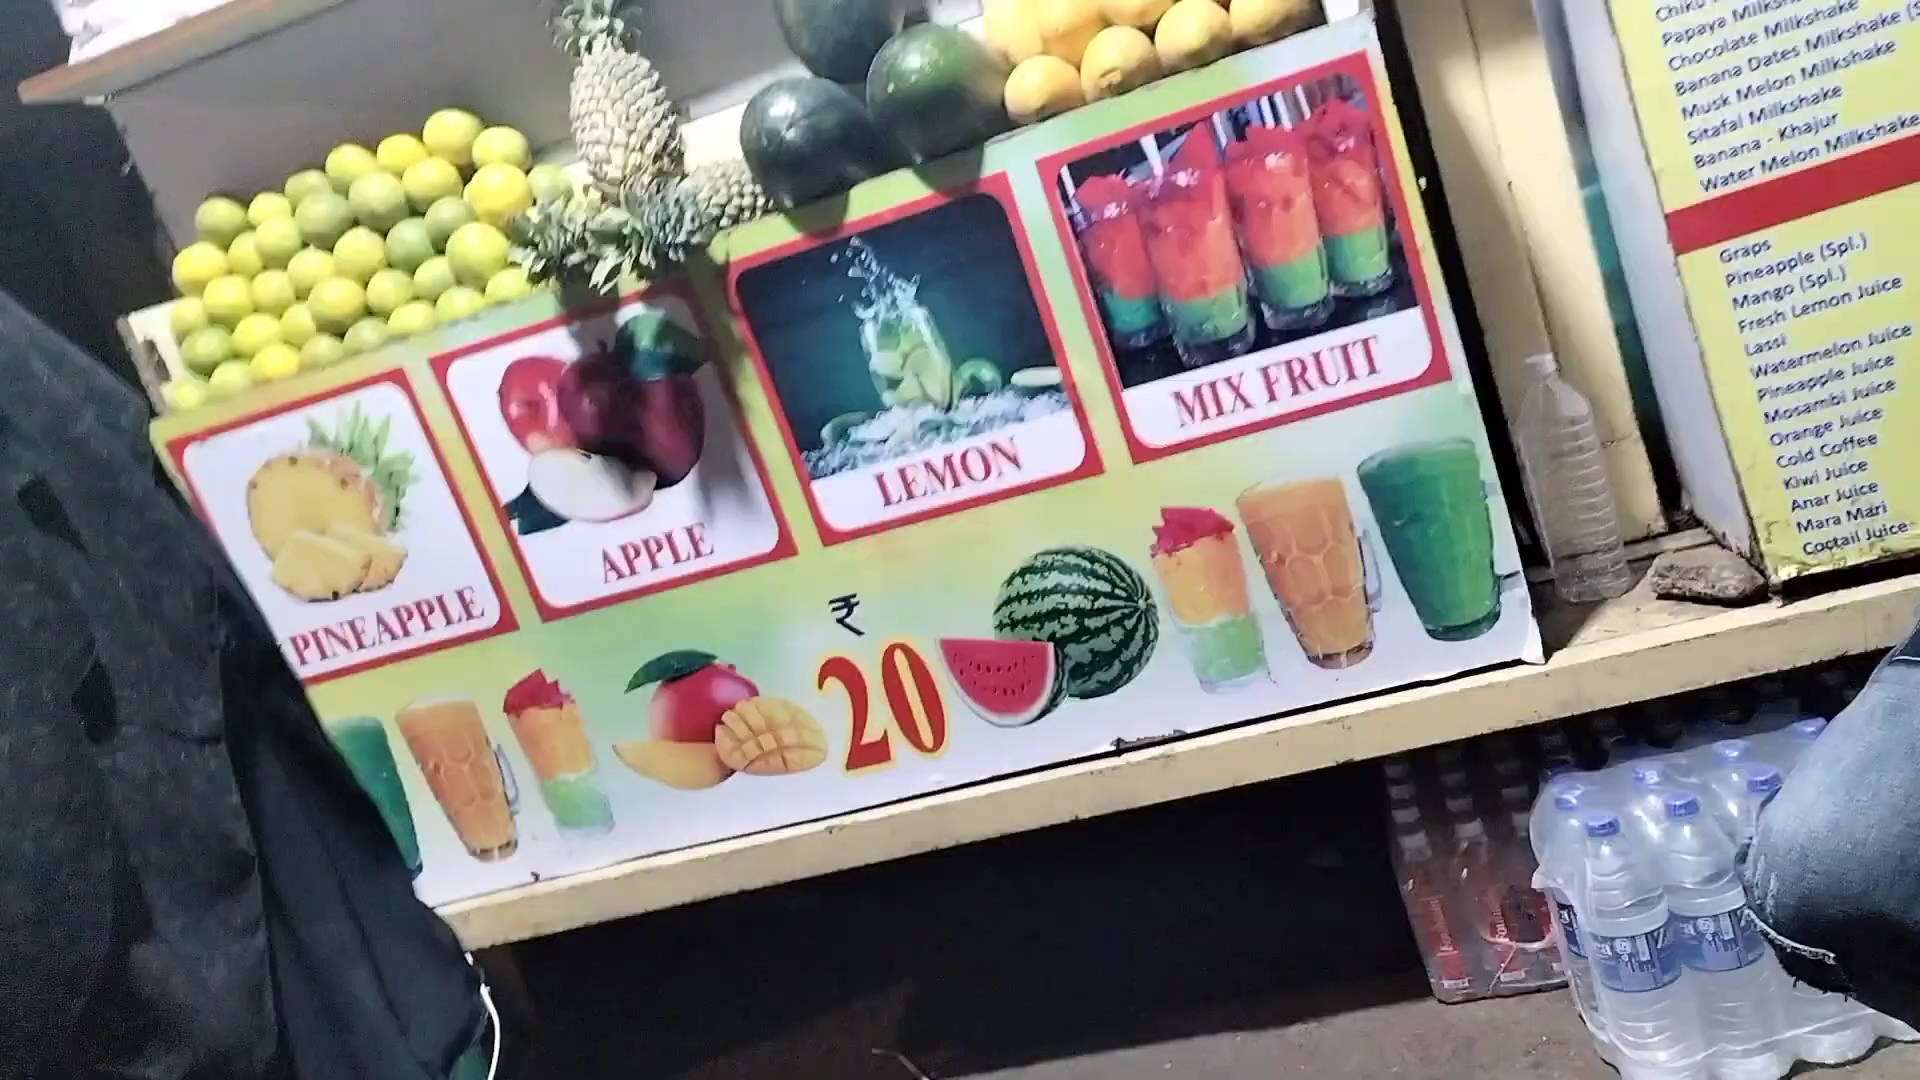 PINEAPPLE
APPLE
LEMON
MIX FRUIT
₹
20
Papaya Milkshake
Chocolate Milkshake
Banana Dates Milkshake
Musk Melon Milkshake
Sitafal Milkshake
Banana - Khajur
Water Melon Milkshake
Graps
Pineapple (Spl.)
Mango (Spl.)
Fresh Lemon Juice
Lassi
Watermelon Juice
Pineapple Juice
Mosambi Juice
Orange Juice
Cold Coffee
Kiwi Juice
Anar Juice
Mara Mari
Coctail Juice